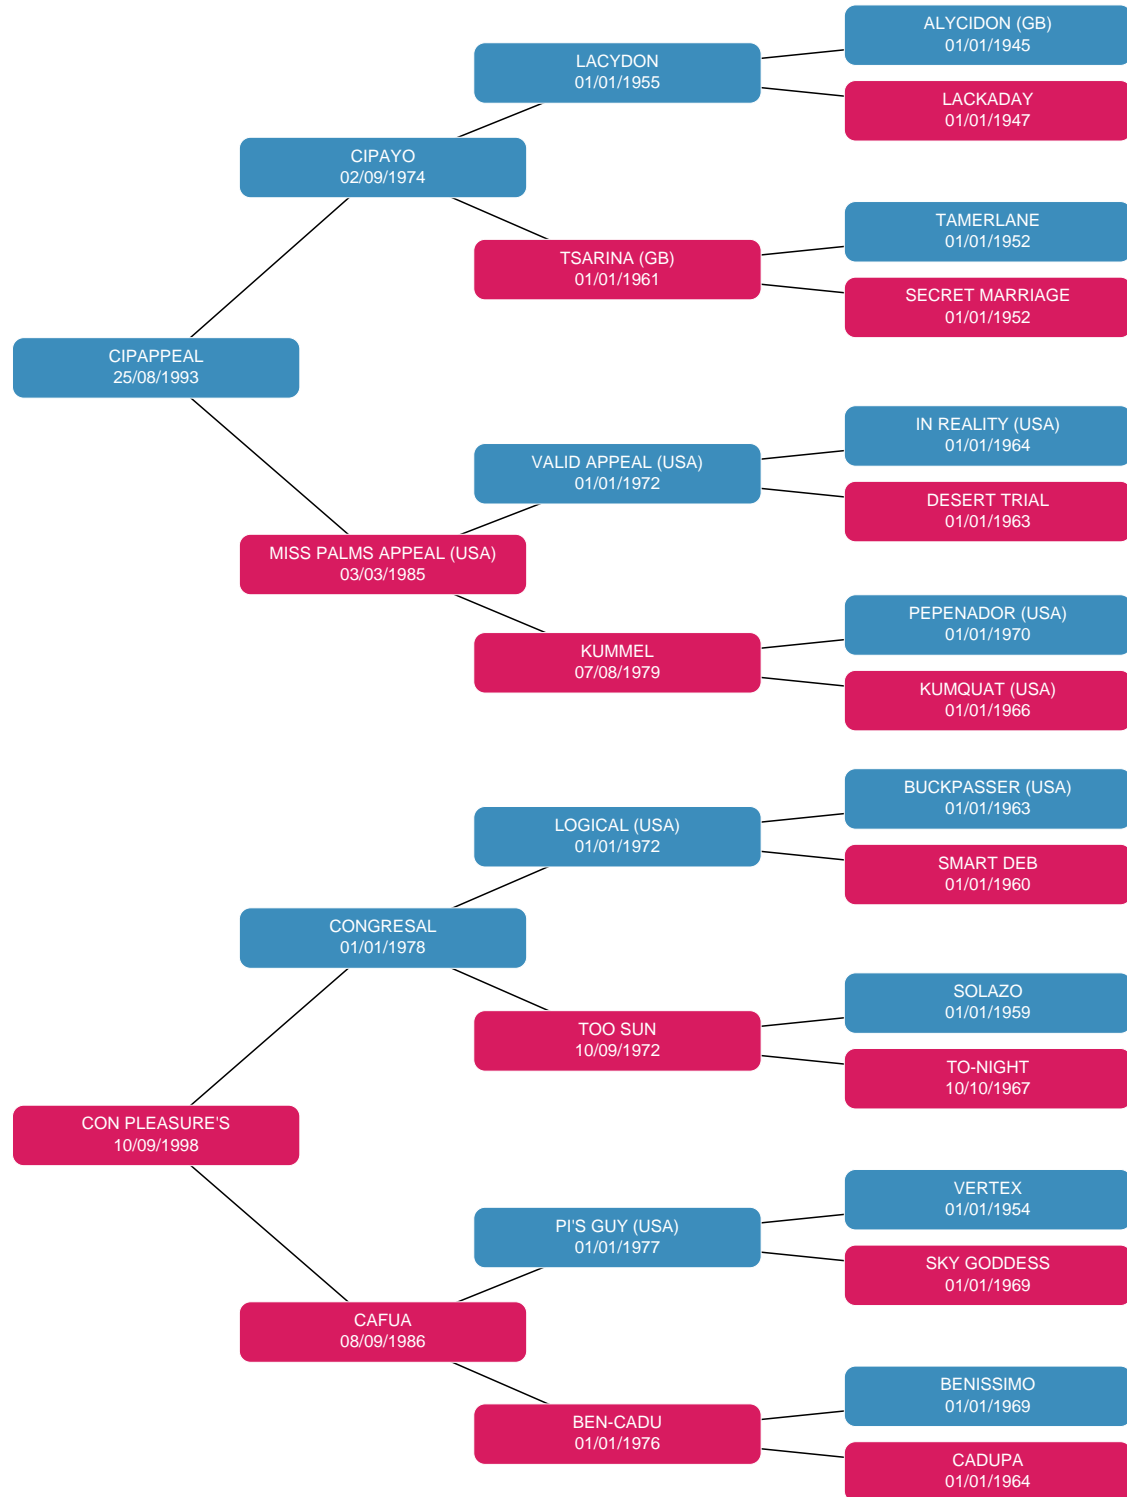 ALYCIDON (GB)
01/01/1945
LACYDON
01/01/1955
LACKADAY
01/01/1947
CIPAYO
02/09/1974
TAMERLANE
01/01/1952
TSARINA (GB)
01/01/1961
SECRET MARRIAGE
01/01/1952
CIPAPPEAL
25/08/1993
IN REALITY (USA)
01/01/1964
VALID APPEAL (USA)
01/01/1972
DESERT TRIAL
01/01/1963
MISS PALMS APPEAL (USA)
03/03/1985
PEPENADOR (USA)
01/01/1970
KUMMEL
07/08/1979
KUMQUAT (USA)
01/01/1966
BUCKPASSER (USA)
01/01/1963
LOGICAL (USA)
01/01/1972
SMART DEB
01/01/1960
CONGRESAL
01/01/1978
SOLAZO
01/01/1959
TOO SUN
10/09/1972
TO-NIGHT
10/10/1967
CON PLEASURE'S
10/09/1998
VERTEX
01/01/1954
PI'S GUY (USA)
01/01/1977
SKY GODDESS
01/01/1969
CAFUA
08/09/1986
BENISSIMO
01/01/1969
BEN-CADU
01/01/1976
CADUPA
01/01/1964